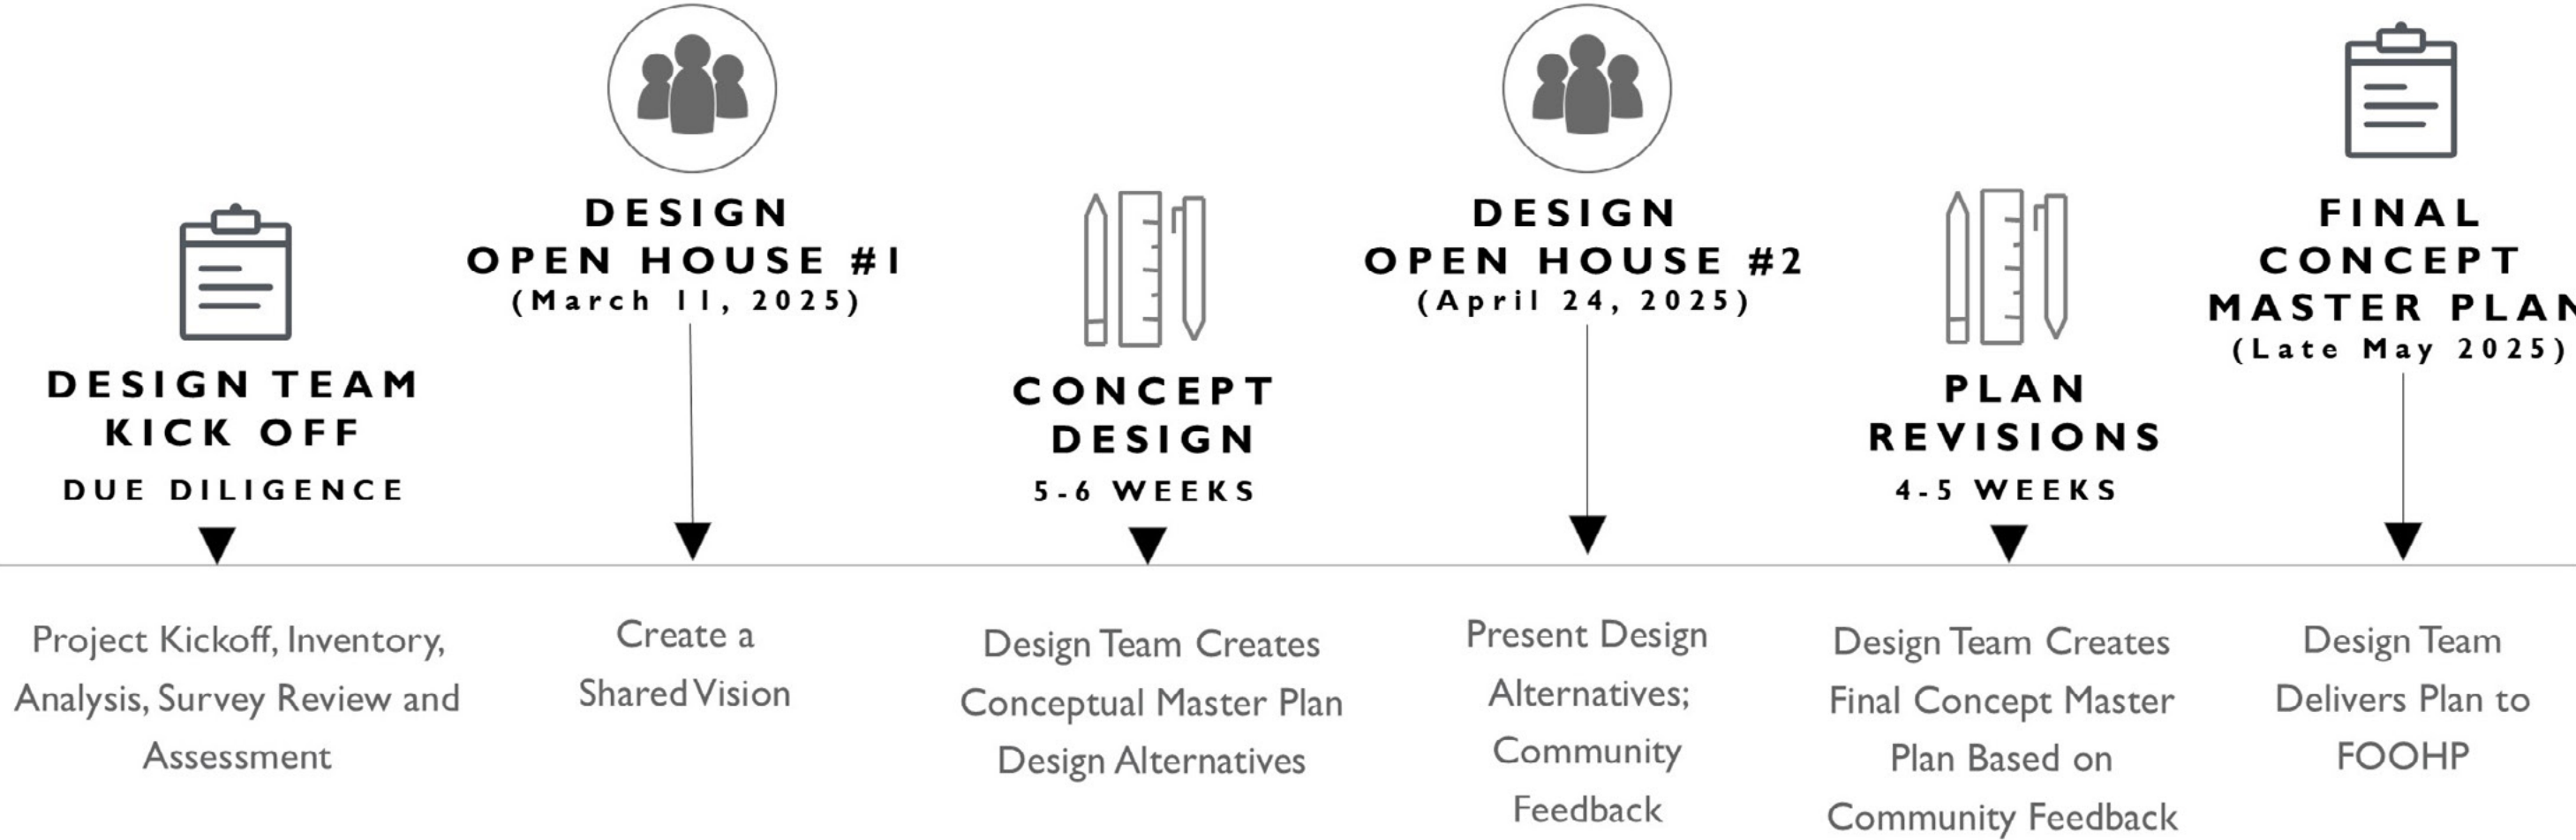 DESIGN TEAM
KICK OFF
DUE DILIGENCE
Project Kickoff, Inventory,
Analysis, Survey Review and
Assessment
DESIGN
OPEN HOUSE #1
(March 11, 2025)
Create a
Shared Vision
CONCEPT
DESIGN
5-6 WEEKS
Design Team Creates
Conceptual Master Plan
Design Alternatives
DESIGN
OPEN HOUSE #2
(April 24, 2025)
Present Design
Alternatives;
Community
Feedback
PLAN
REVISIONS
4-5 WEEKS
Design Team Creates
Final Concept Master
Plan Based on
Community Feedback
FINAL
CONCEPT
MASTER PLAN
(Late May 2025)
Design Team
Delivers Plan to
FOOHP